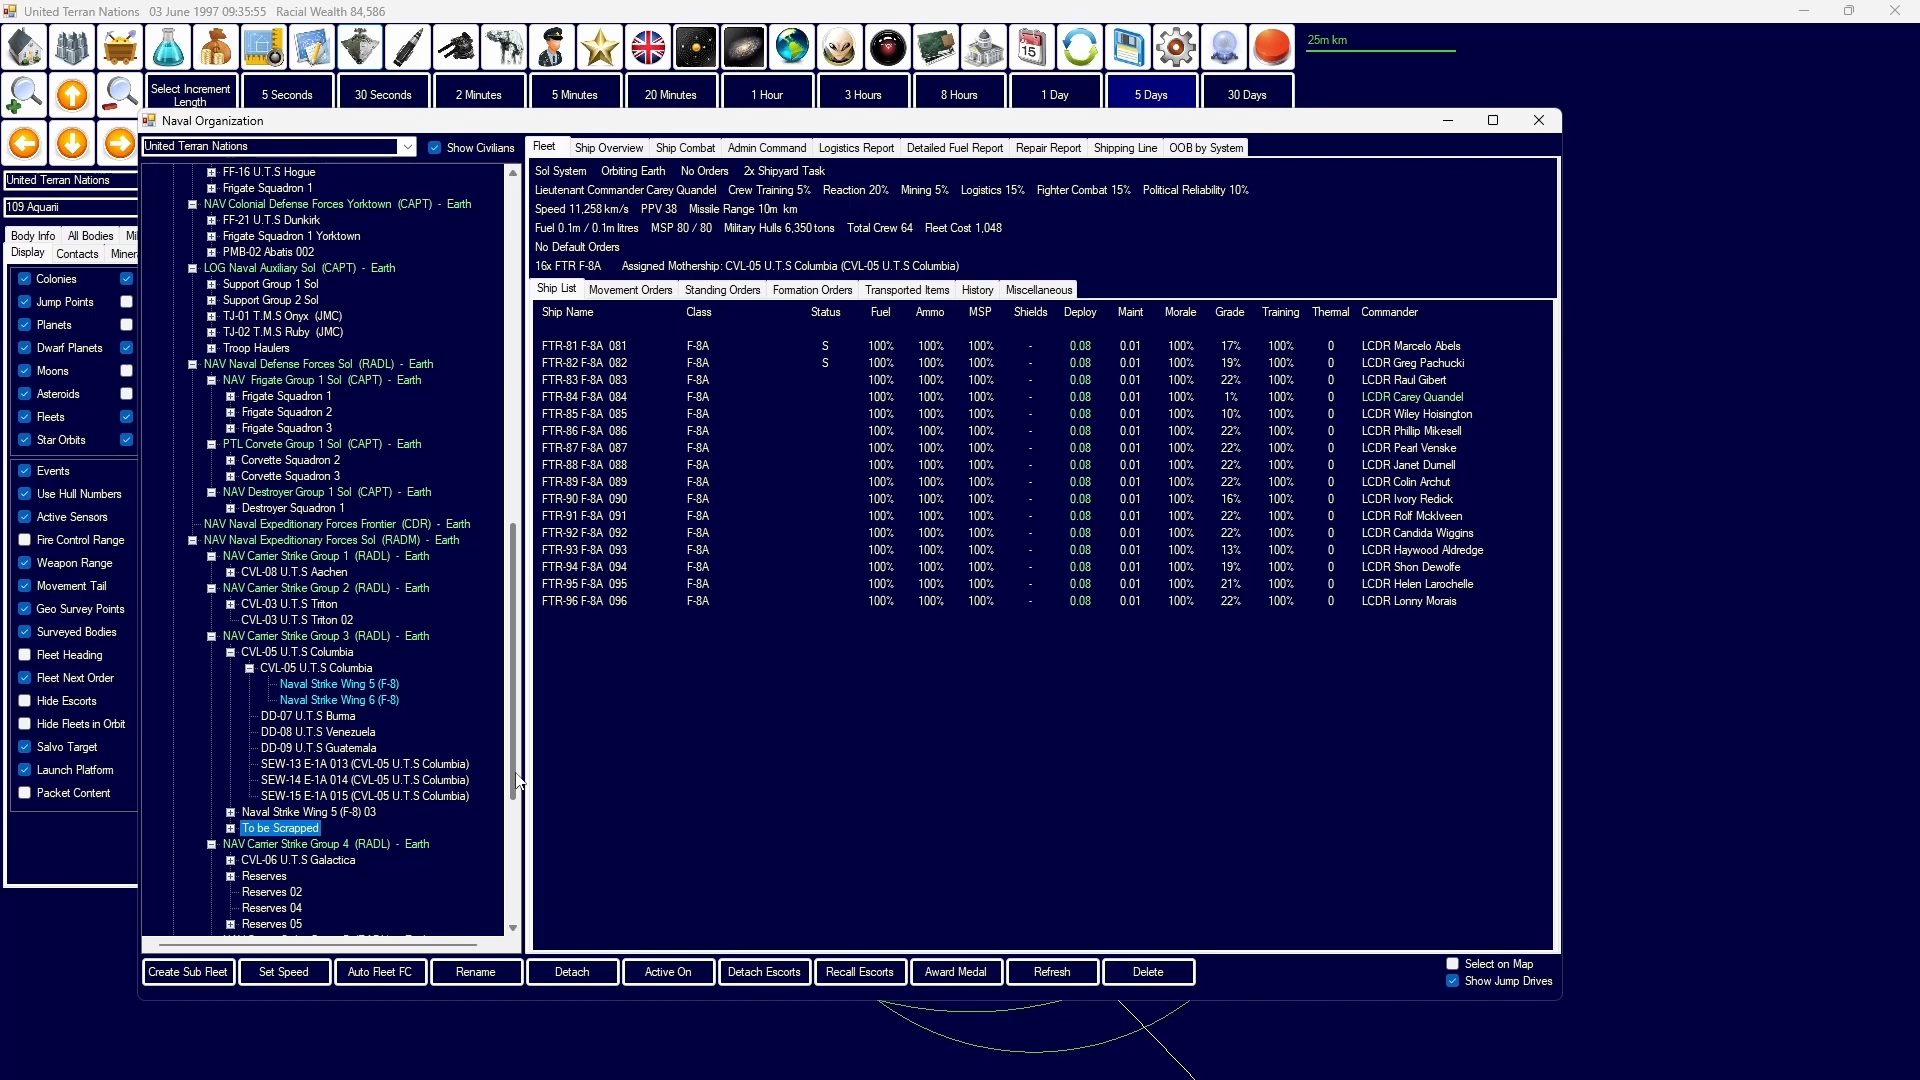 United Terran Nations   03 June 1997 09:35:55   Racial Wealth 84,586
25m km
Select Increment Length
5 Seconds
30 Seconds
2 Minutes
5 Minutes
20 Minutes
1 Hour
3 Hours
8 Hours
1 Day
5 Days
30 Days
United Terran Nations
109 Aquarii
Body Info   All Bodies
Display   Contacts
Colonies
Jump Points
Planets
Dwarf Planets
Moons
Asteroids
Fleets
Star Orbits
Events
Use Hull Numbers
Active Sensors
Fire Control Range
Weapon Range
Movement Tail
Geo Survey Points
Surveyed Bodies
Fleet Heading
Fleet Next Order
Hide Escorts
Hide Fleets in Orbit
Salvo Target
Launch Platform
Packet Content
Naval Organization
United Terran Nations
Show Civilians
FF-16 U.T.S Hogue
Frigate Squadron 1
NAV Colonial Defense Forces Yorktown (CAPT) - Earth
FF-21 U.T.S Dunkirk
Frigate Squadron 1 Yorktown
PMB-02 Abatis 002
LOG Naval Auxiliary Sol (CAPT) - Earth
Support Group 1 Sol
Support Group 2 Sol
TJ-01 T.M.S Onyx (JMC)
TJ-02 T.M.S Ruby (JMC)
Troop Haulers
NAV Naval Defense Forces Sol (RADL) - Earth
NAV Frigate Group 1 Sol (CAPT) - Earth
Frigate Squadron 1
Frigate Squadron 2
Frigate Squadron 3
PTL Corvete Group 1 Sol (CAPT) - Earth
Corvette Squadron 2
Corvette Squadron 3
NAV Destroyer Group 1 Sol (CAPT) - Earth
Destroyer Squadron 1
NAV Naval Expeditionary Forces Frontier (CDR) - Earth
NAV Naval Expeditionary Forces Sol (RADM) - Earth
NAV Carrier Strike Group 1 (RADL) - Earth
CVL-08 U.T.S Aachen
NAV Carrier Strike Group 2 (RADL) - Earth
CVL-03 U.T.S Triton
CVL-03 U.T.S Triton 02
NAV Carrier Strike Group 3 (RADL) - Earth
CVL-05 U.T.S Columbia
CVL-05 U.T.S Columbia
Naval Strike Wing 5 (F-8)
Naval Strike Wing 6 (F-8)
DD-07 U.T.S Burma
DD-08 U.T.S Venezuela
DD-09 U.T.S Guatemala
SEW-13 E-1A 013 (CVL-05 U.T.S Columbia)
SEW-14 E-1A 014 (CVL-05 U.T.S Columbia)
SEW-15 E-1A 015 (CVL-05 U.T.S Columbia)
Naval Strike Wing 5 (F-8) 03
To be Scrapped
NAV Carrier Strike Group 4 (RADL) - Earth
CVL-06 U.T.S Galactica
Reserves
Reserves 02
Reserves 04
Reserves 05
Fleet   Ship Overview   Ship Combat   Admin Command   Logistics Report   Detailed Fuel Report   Repair Report   Shipping Line   OOB by System
Sol System   Orbiting Earth   No Orders   2x Shipyard Task
Lieutenant Commander Carey Quandel   Crew Training 5%   Reaction 20%   Mining 5%   Logistics 15%   Fighter Combat 15%   Political Reliability 10%
Speed 11,258 km/s   PPV 38   Missile Range 10m km
Fuel 0.1m / 0.1m litres   MSP 80 / 80   Military Hulls 6,350 tons   Total Crew 64   Fleet Cost 1,048
No Default Orders
16x FTR F-8A   Assigned Mothership: CVL-05 U.T.S Columbia (CVL-05 U.T.S Columbia)
Ship List   Movement Orders   Standing Orders   Formation Orders   Transported Items   History   Miscellaneous
Ship Name   Class   Status   Fuel   Ammo   MSP   Shields   Deploy   Maint   Morale   Grade   Training   Thermal   Commander
FTR-81 F-8A 081   F-8A   S   100%   100%   100%   -   0.08   0.01   100%   17%   100%   0   LCDR Marcelo Abels
FTR-82 F-8A 082   F-8A   S   100%   100%   100%   -   0.08   0.01   100%   19%   100%   0   LCDR Greg Pachucki
FTR-83 F-8A 083   F-8A   100%   100%   100%   -   0.08   0.01   100%   22%   100%   0   LCDR Raul Gibert
FTR-84 F-8A 084   F-8A   100%   100%   100%   -   0.08   0.01   100%   1%   100%   0   LCDR Carey Quandel
FTR-85 F-8A 085   F-8A   100%   100%   100%   -   0.08   0.01   100%   10%   100%   0   LCDR Wiley Hoisington
FTR-86 F-8A 086   F-8A   100%   100%   100%   -   0.08   0.01   100%   22%   100%   0   LCDR Phillip Mikesell
FTR-87 F-8A 087   F-8A   100%   100%   100%   -   0.08   0.01   100%   22%   100%   0   LCDR Pearl Venske
FTR-88 F-8A 088   F-8A   100%   100%   100%   -   0.08   0.01   100%   22%   100%   0   LCDR Janet Durnell
FTR-89 F-8A 089   F-8A   100%   100%   100%   -   0.08   0.01   100%   22%   100%   0   LCDR Colin Archut
FTR-90 F-8A 090   F-8A   100%   100%   100%   -   0.08   0.01   100%   16%   100%   0   LCDR Ivory Redick
FTR-91 F-8A 091   F-8A   100%   100%   100%   -   0.08   0.01   100%   22%   100%   0   LCDR Rolf McIlveen
FTR-92 F-8A 092   F-8A   100%   100%   100%   -   0.08   0.01   100%   22%   100%   0   LCDR Candida Wiggins
FTR-93 F-8A 093   F-8A   100%   100%   100%   -   0.08   0.01   100%   13%   100%   0   LCDR Haywood Aldredge
FTR-94 F-8A 094   F-8A   100%   100%   100%   -   0.08   0.01   100%   19%   100%   0   LCDR Shon Dewolfe
FTR-95 F-8A 095   F-8A   100%   100%   100%   -   0.08   0.01   100%   21%   100%   0   LCDR Helen Larochelle
FTR-96 F-8A 096   F-8A   100%   100%   100%   -   0.08   0.01   100%   22%   100%   0   LCDR Lonny Morais
Create Sub Fleet   Set Speed   Auto Fleet FC   Rename   Detach   Active On   Detach Escorts   Recall Escorts   Award Medal   Refresh   Delete
Select on Map
Show Jump Drives